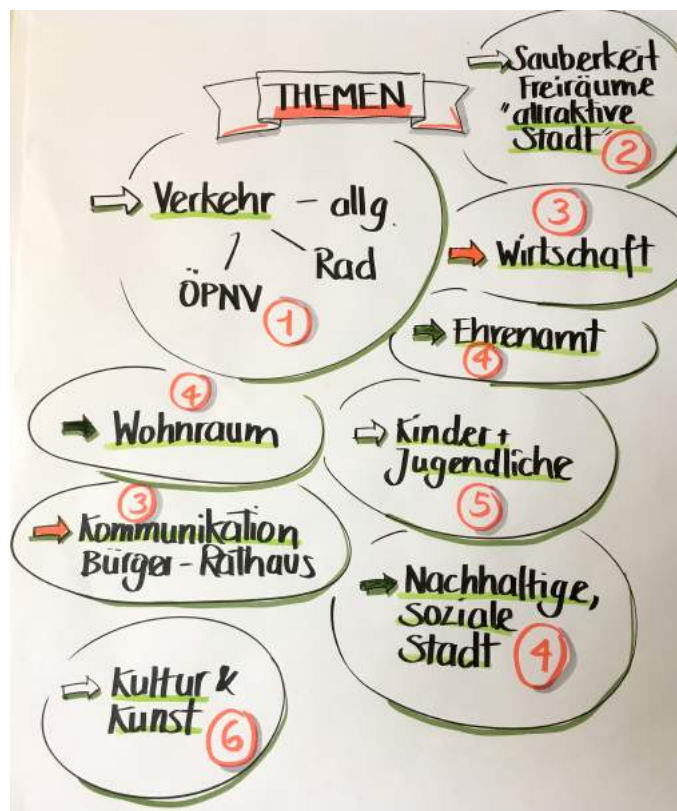 THEMEN
Verkehr - allg.
ÖPNV
Rad
1
Sauberkeit
Freiräume
"attraktive
Stadt"
2
3
Wirtschaft
Ehrenamt
4
4
Wohnraum
Kinder +
Jugendliche
5
3
Kommunikation
Bürger - Rathaus
Nachhaltige,
soziale
Stadt
4
Kultur &
Kunst
6